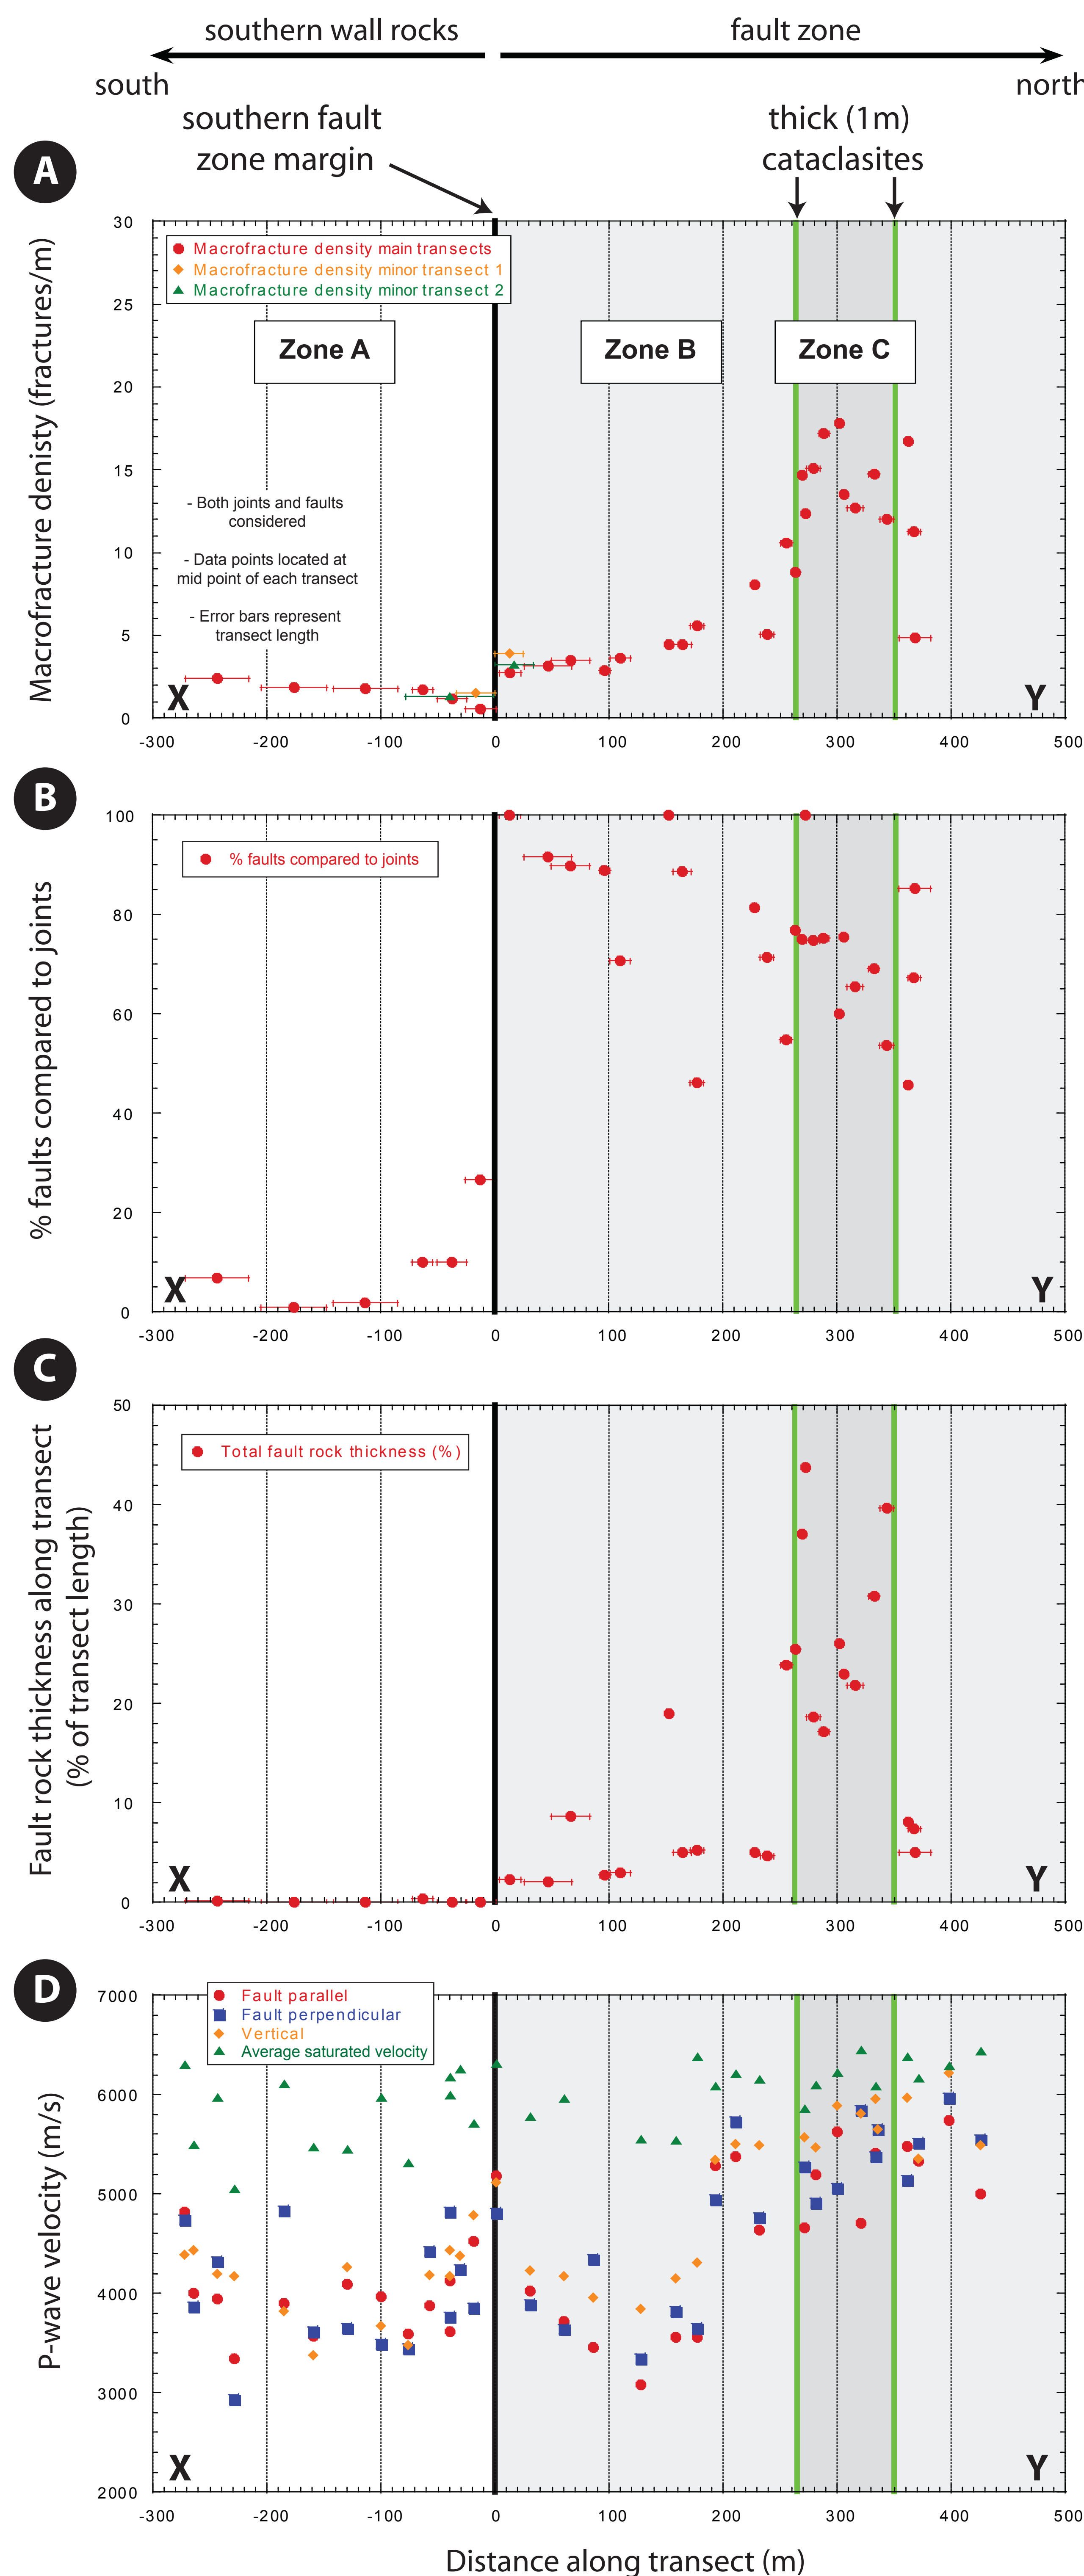 southern wall rocks
fault zone
south
north
southern fault
zone margin
thick (1m)
cataclasites
A
Macrofracture denisty (fractures/m)
30
25
20
15
10
5
0
Macrofracture density main transects
Macrofracture density minor transect 1
Macrofracture density minor transect 2
Zone A
Zone B
Zone C
- Both joints and faults
considered
- Data points located at
mid point of each transect
- Error bars represent
transect length
X
Y
-300 -200 -100 0 100 200 300 400 500
B
% faults compared to joints
100
80
60
40
20
0
% faults compared to joints
X
Y
-300 -200 -100 0 100 200 300 400 500
C
Fault rock thickness along transect
(% of transect length)
50
40
30
20
10
0
Total fault rock thickness (%)
X
Y
-300 -200 -100 0 100 200 300 400 500
D
P-wave velocity (m/s)
7000
6000
5000
4000
3000
2000
Fault parallel
Fault perpendicular
Vertical
Average saturated velocity
X
Y
-300 -200 -100 0 100 200 300 400 500
Distance along transect (m)